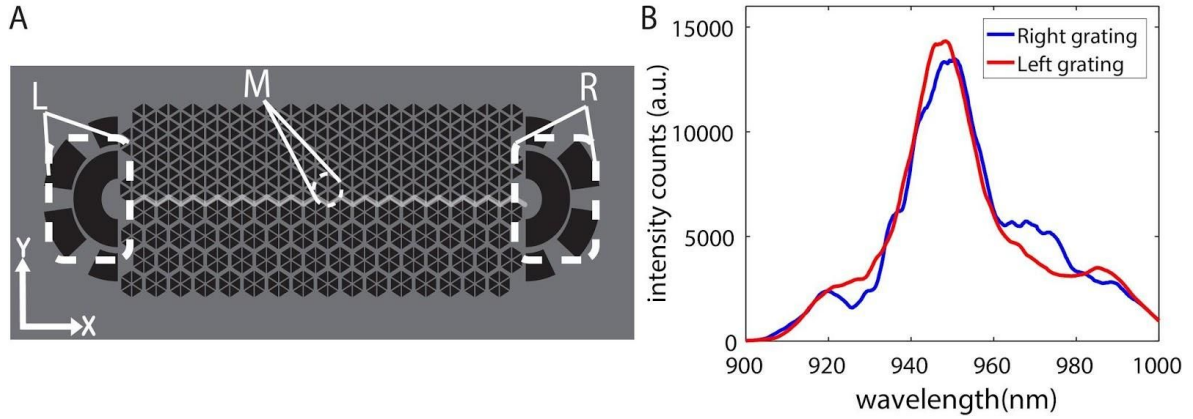 A
L
M
R
Y
X
B
15000
10000
5000
0
900
920
940
960
980
1000
intensity counts (a.u.)
wavelength(nm)
Right grating
Left grating